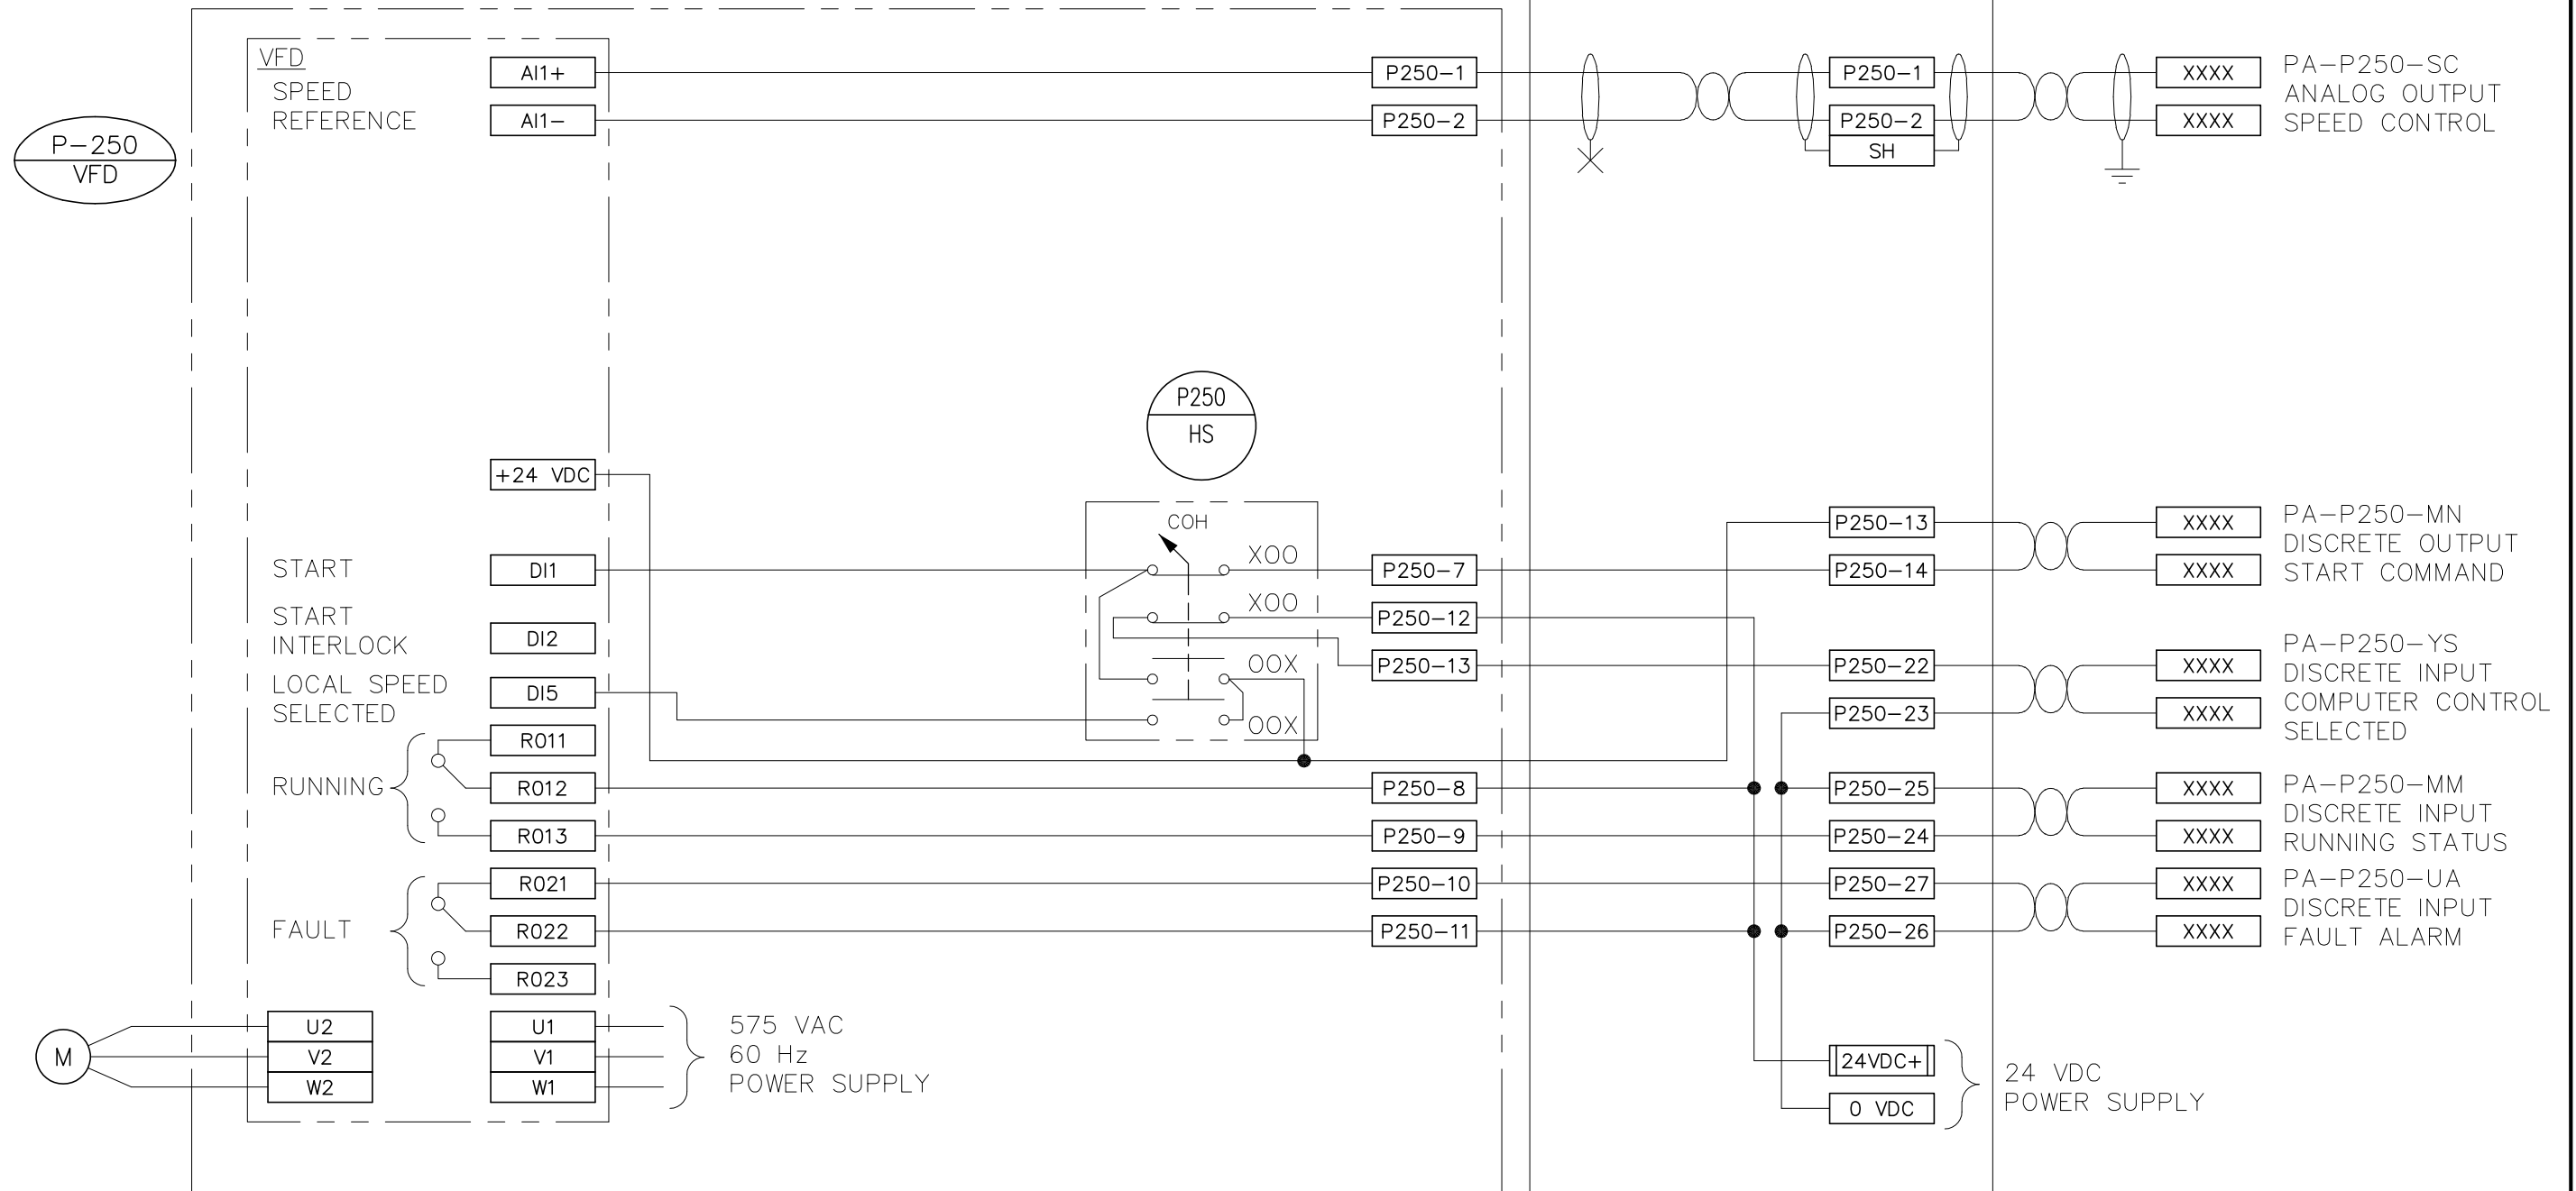 VFD
SPEED
REFERENCE
AI1+
AI1-
P250-1
P250-2
P250-1
P250-2
SH
XXXX
XXXX
PA-P250-SC
ANALOG OUTPUT
SPEED CONTROL
P-250
VFD
P250
HS
+24 VDC
COH
START
DI1
XOO
P250-7
P250-13
P250-14
XXXX
XXXX
PA-P250-MN
DISCRETE OUTPUT
START COMMAND
START
INTERLOCK
DI2
XOO
P250-12
LOCAL SPEED
SELECTED
DI5
OOX
OOX
P250-13
P250-22
P250-23
XXXX
XXXX
PA-P250-YS
DISCRETE INPUT
COMPUTER CONTROL
SELECTED
RUNNING
RO11
RO12
RO13
P250-8
P250-9
P250-25
P250-24
XXXX
XXXX
PA-P250-MM
DISCRETE INPUT
RUNNING STATUS
FAULT
RO21
RO22
RO23
P250-10
P250-11
P250-27
P250-26
XXXX
XXXX
PA-P250-UA
DISCRETE INPUT
FAULT ALARM
M
U2
V2
W2
U1
V1
W1
575 VAC
60 Hz
POWER SUPPLY
24VDC+
0 VDC
24 VDC
POWER SUPPLY